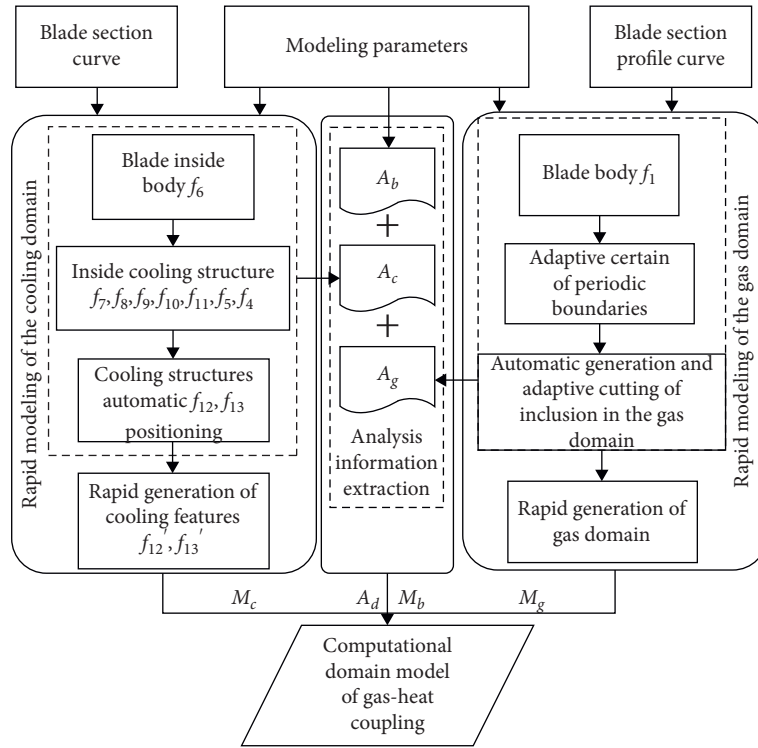 Blade section
curve
Modeling parameters
Blade section
profile curve
Rapid modeling of the cooling domain
Blade inside
body f6
Inside cooling structure
f7, f8, f9, f10, f11, f5, f4
Cooling structures
automatic f12, f13
positioning
Rapid generation of
cooling features
f12′, f13′
Ab
+
Ac
+
Ag
Analysis
information
extraction
Blade body f1
Adaptive certain
of periodic
boundaries
Automatic generation and
adaptive cutting of
inclusion in the gas
domain
Rapid generation of
gas domain
Rapid modeling of the gas domain
Mc Ad Mb Mg
Computational
domain model
of gas-heat
coupling